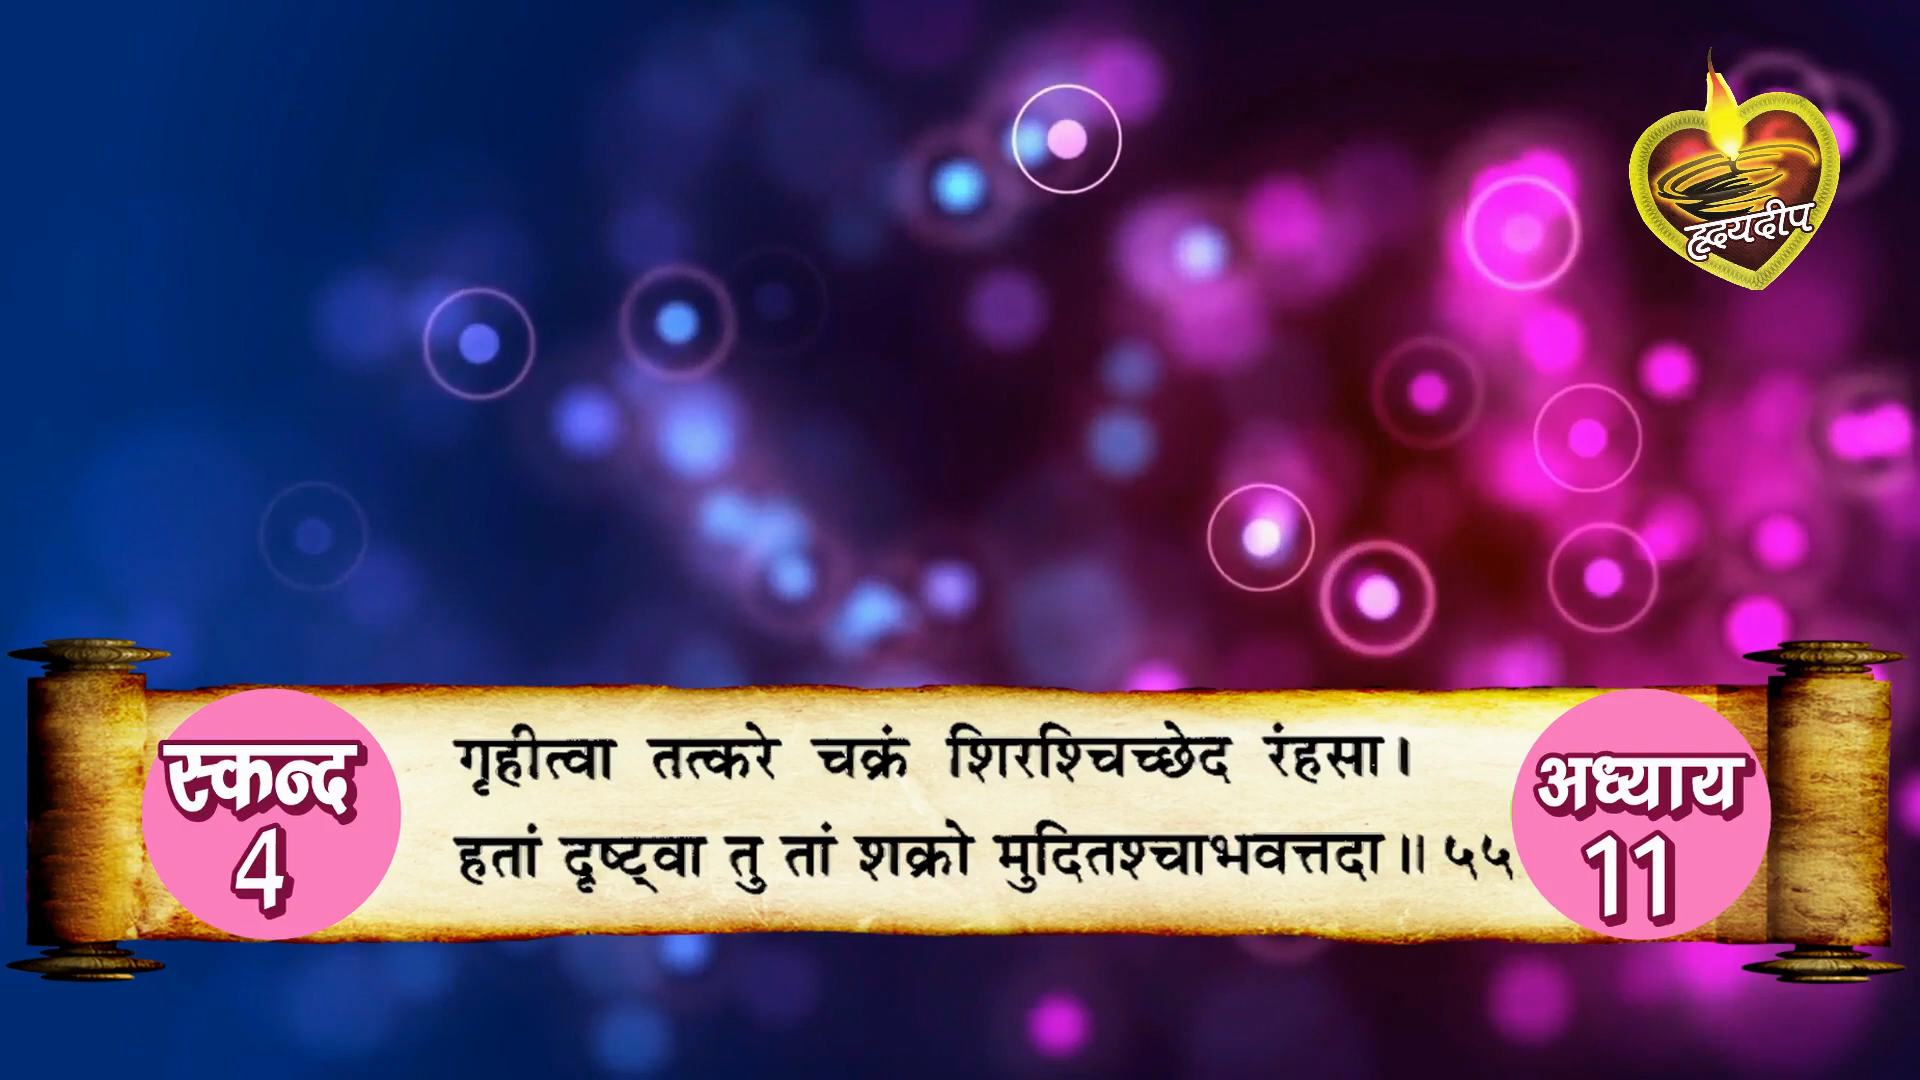 हृदयदीप
स्कन्द
4
गृहीत्वा तत्करे चक्रं शिरश्चिच्छेद रंहसा।
हतां दृष्ट्वा तु तां शक्रो मुदितश्चाभवत्तदा॥ ५५
अध्याय
11